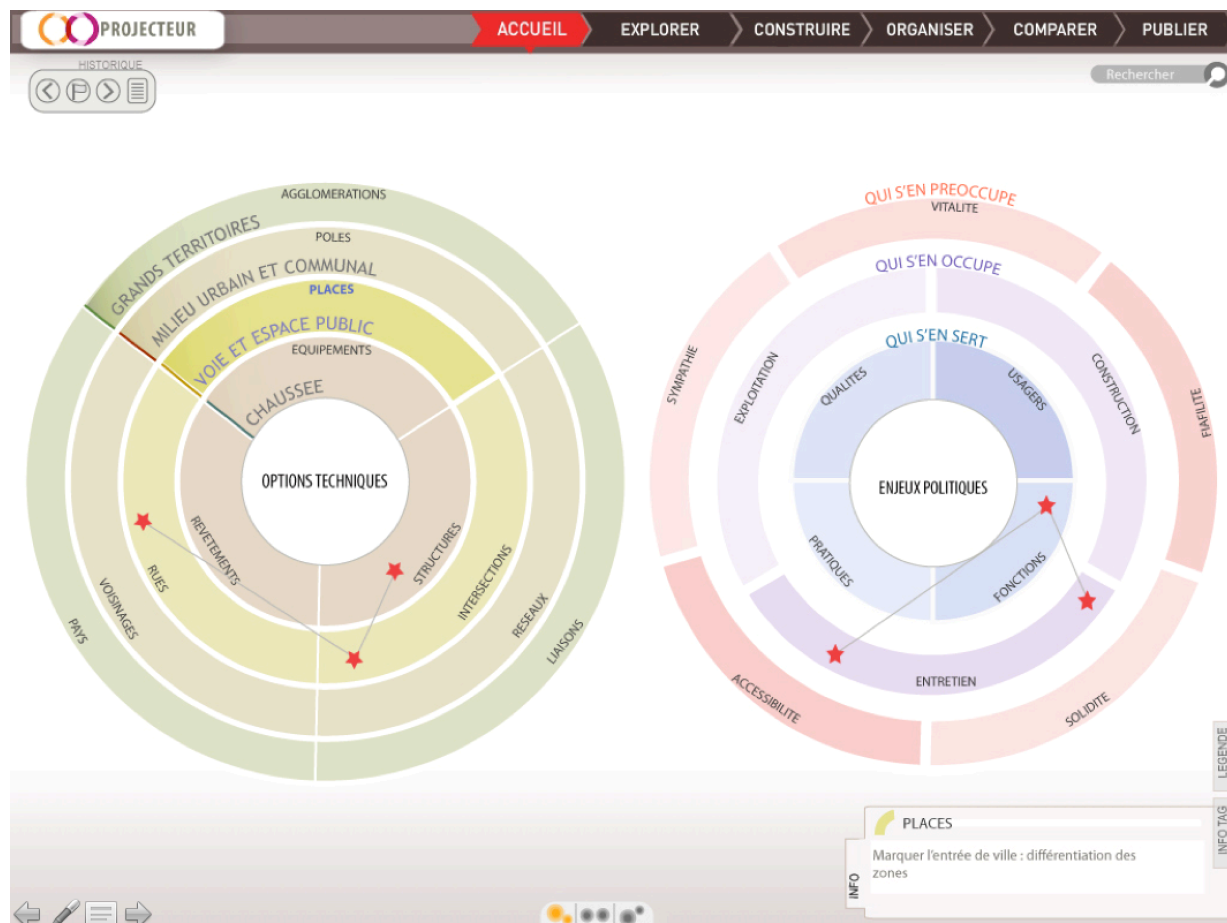 PROJECTEUR
ACCUEIL
EXPLORER
CONSTRUIRE
ORGANISER
COMPARER
PUBLIER
HISTORIQUE
Rechercher
AGGLOMERATIONS
GRANDS TERRITOIRES
POLES
MILIEU URBAIN ET COMMUNAL
PLACES
VOIE ET ESPACE PUBLIC
EQUIPEMENTS
CHAUSSEE
OPTIONS TECHNIQUES
REVETEMENTS
STRUCTURES
RUES
INTERSECTIONS
VOISINAGES
RESEAUX
PAYS
LIAISONS
QUI S'EN PREOCCUPE
VITALITE
QUI S'EN OCCUPE
QUI S'EN SERT
SYMPATHIE
EXPLOITATION
QUALITES
USAGERS
CONSTRUCTION
FIAFILITE
ENJEUX POLITIQUES
PRATIQUES
FONCTIONS
ENTRETIEN
ACCESSIBILITE
SOLIDITE
LEGENDE
INFO TAG
PLACES
INFO
Marquer l'entrée de ville : différentiation des
zones